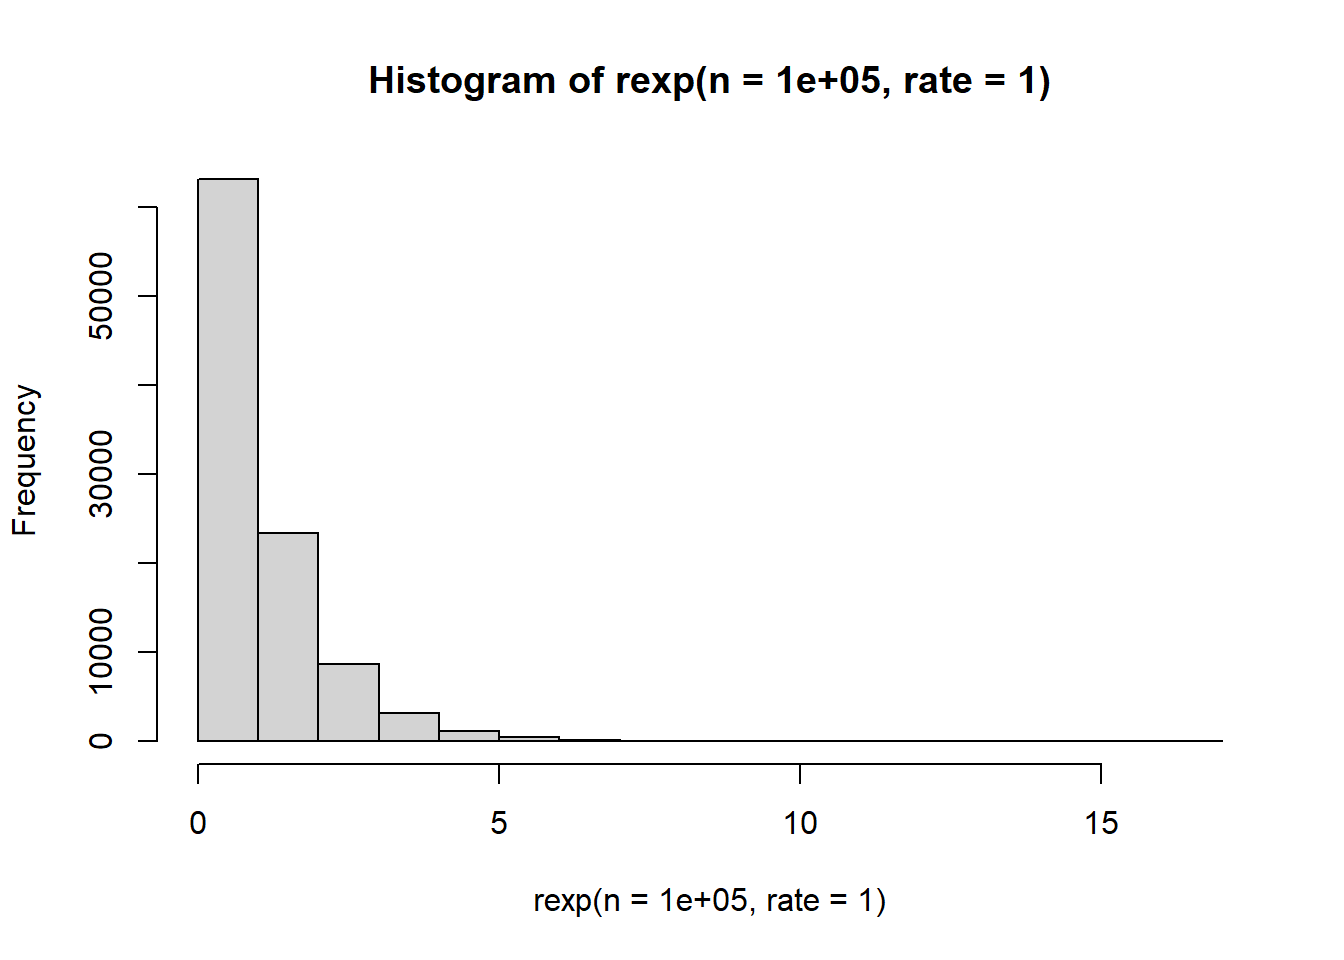 Histogram of rexp(n = 1e+05, rate = 1)
Frequency
50000
30000
10000
0
0 5 10 15
rexp(n = 1e+05, rate = 1)